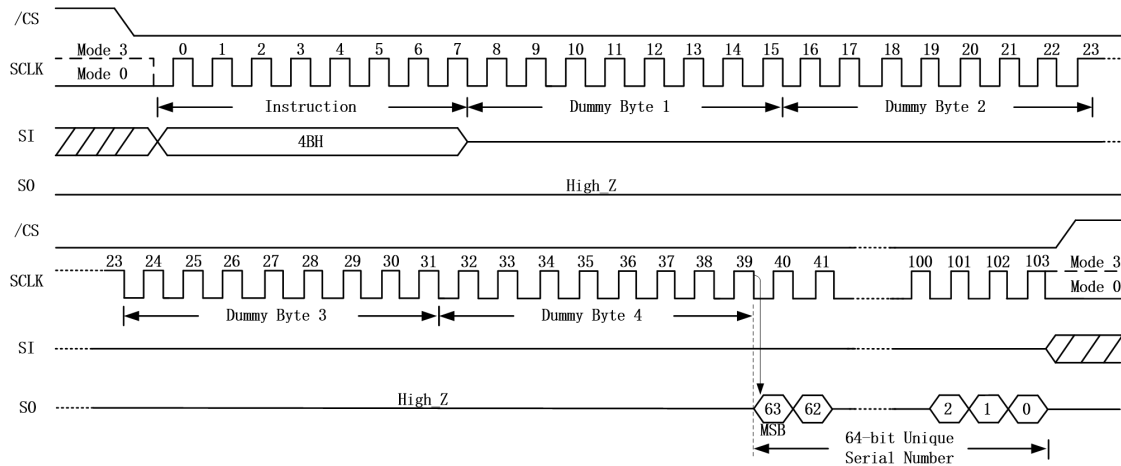 /CS
Mode 3 0 1 2 3 4 5 6 7 8 9 10 11 12 13 14 15 16 17 18 19 20 21 22 23
SCLK Mode 0
Instruction Dummy Byte 1 Dummy Byte 2
SI 4BH
SO High_Z
/CS
23 24 25 26 27 28 29 30 31 32 33 34 35 36 37 38 39 40 41 100 101 102 103 Mode 3
SCLK Mode 0
Dummy Byte 3 Dummy Byte 4
SI
SO High_Z 63 62 2 1 0
MSB 64-bit Unique
Serial Number